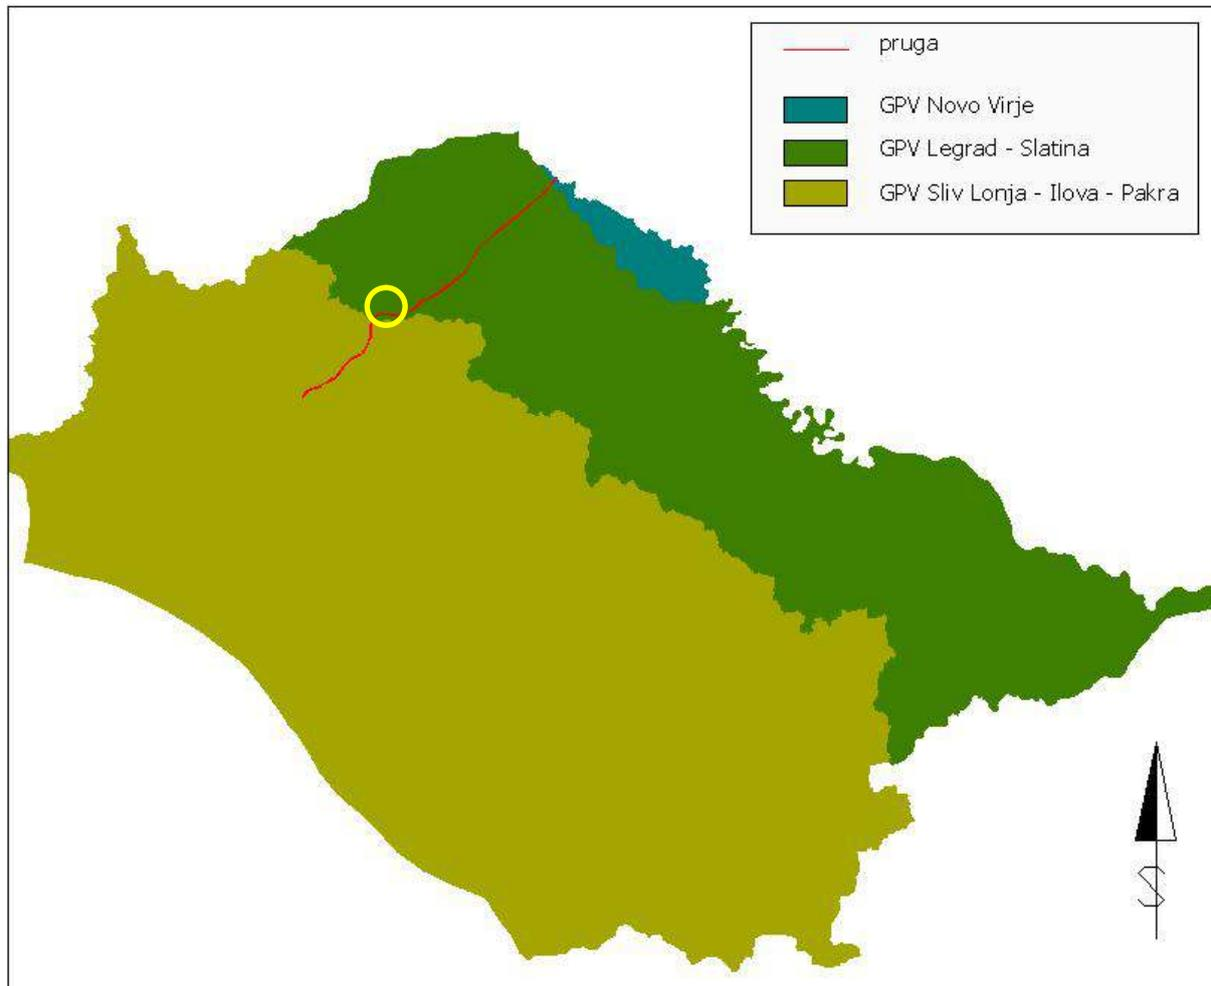 pruga
GPV Novo Virje
GPV Legrad - Slatina
GPV Sliv Lonja - Ilova - Pakra
S